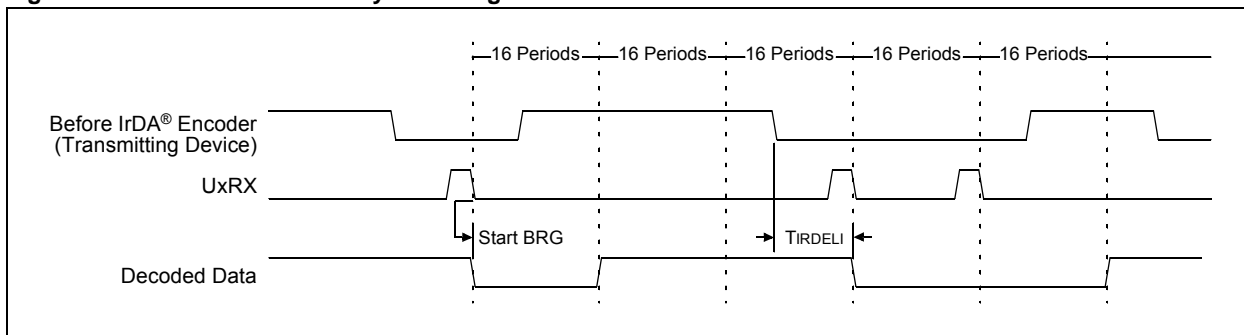 16 Periods 16 Periods 16 Periods 16 Periods 16 Periods
Before IrDA® Encoder
(Transmitting Device)
UxRX
Start BRG
TIRDELI
Decoded Data